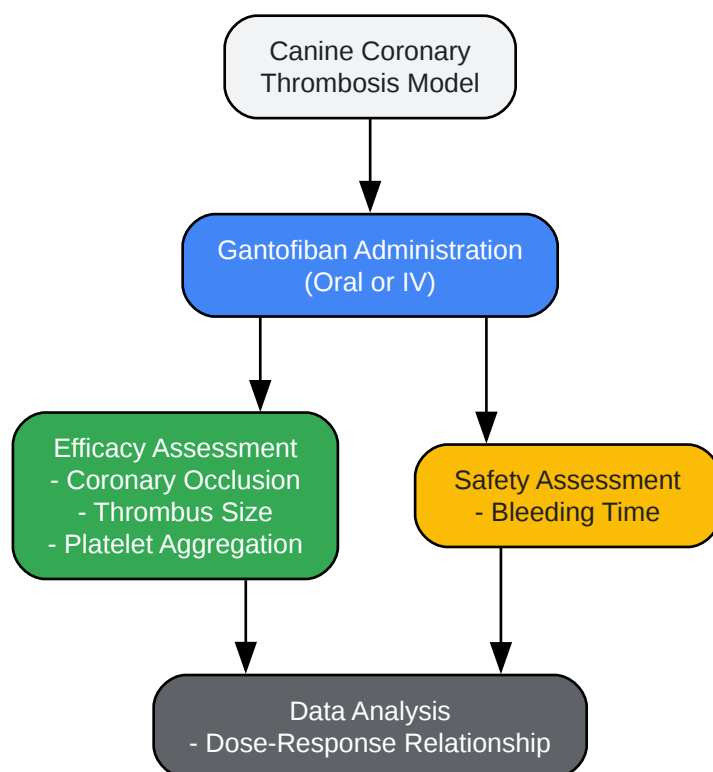 Canine Coronary
Thrombosis Model
Gantofiban Administration
(Oral or IV)
Efficacy Assessment
- Coronary Occlusion
- Thrombus Size
- Platelet Aggregation
Safety Assessment
- Bleeding Time
Data Analysis
- Dose-Response Relationship